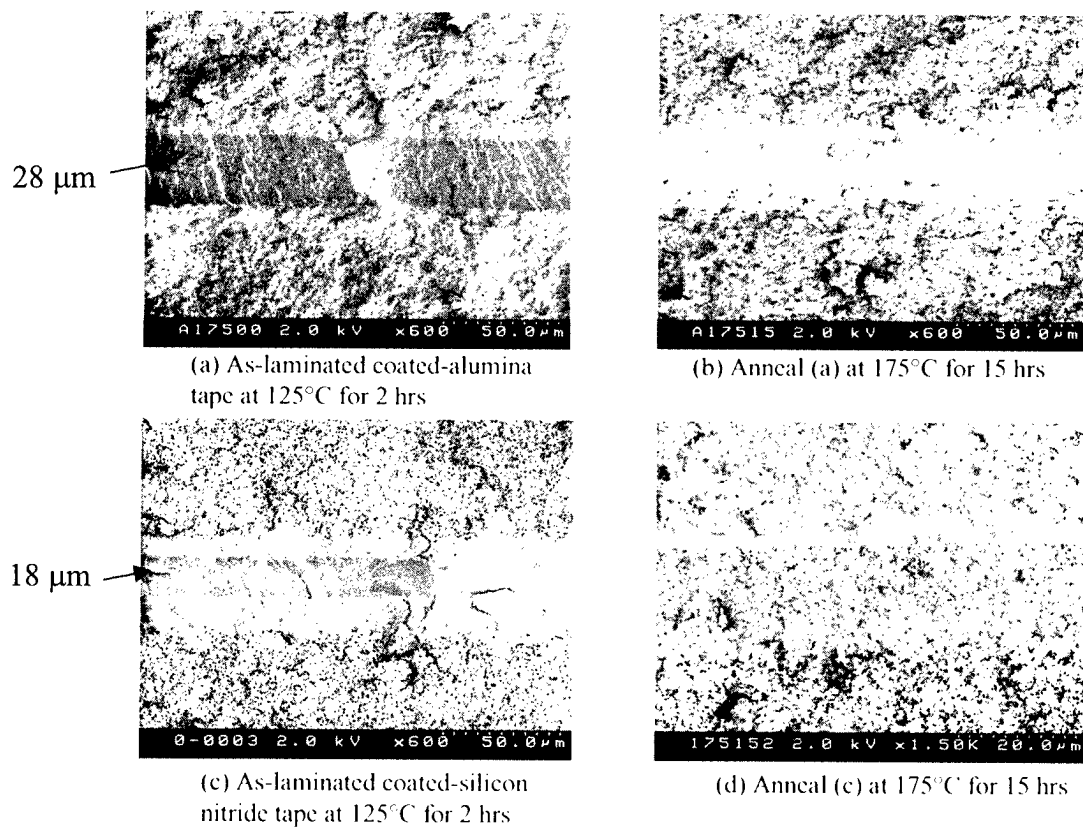 28 μm
A17500 2.0 kV x600 50.0μm
A17515 2.0 kV x600 50.0μm
(a) As-laminated coated-alumina
tape at 125°C for 2 hrs
(b) Anneal (a) at 175°C for 15 hrs
18 μm
0-0003 2.0 kV x600 50.0μm
175152 2.0 kV x1.50K 20.0μm
(c) As-laminated coated-silicon
nitride tape at 125°C for 2 hrs
(d) Anneal (c) at 175°C for 15 hrs